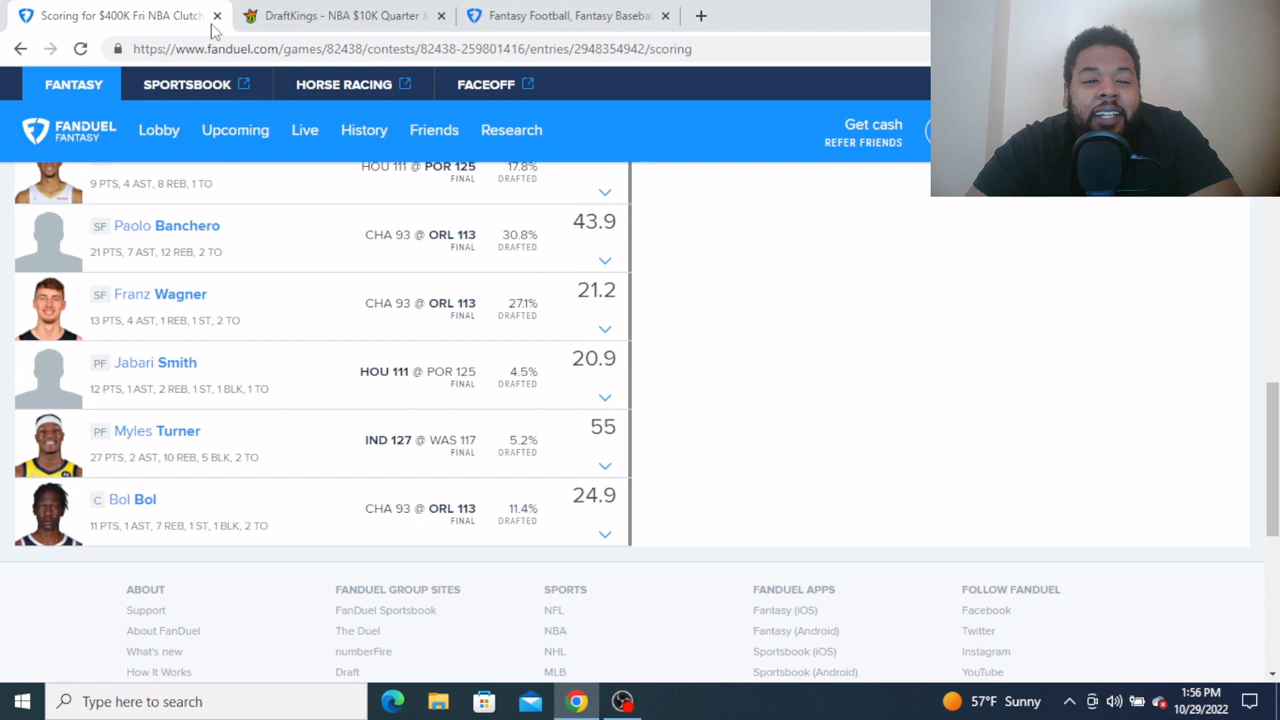 Scoring for $400K Fri NBA Clutch
DraftKings - NBA $10K Quarter J
Fantasy Football, Fantasy Baseba
https://www.fanduel.com/games/82438/contests/82438-259801416/entries/2948354942/scoring
FANTASY SPORTSBOOK HORSE RACING FACEOFF
FANDUEL FANTASY Lobby Upcoming Live History Friends Research
Get cash
REFER FRIENDS
HOU 111 @ POR 125 17.8%
9 PTS, 4 AST, 8 REB, 1 TO FINAL DRAFTED
43.9
SF Paolo Banchero CHA 93 @ ORL 113 30.8%
FINAL DRAFTED
21 PTS, 7 AST, 12 REB, 2 TO
21.2
SF Franz Wagner CHA 93 @ ORL 113 27.1%
FINAL DRAFTED
13 PTS, 4 AST, 1 REB, 1 ST, 2 TO
20.9
PF Jabari Smith HOU 111 @ POR 125 4.5%
FINAL DRAFTED
12 PTS, 1 AST, 2 REB, 1 ST, 1 BLK, 1 TO
55
PF Myles Turner IND 127 @ WAS 117 5.2%
FINAL DRAFTED
27 PTS, 2 AST, 10 REB, 5 BLK, 2 TO
24.9
C Bol Bol CHA 93 @ ORL 113 11.4%
FINAL DRAFTED
11 PTS, 1 AST, 7 REB, 1 ST, 1 BLK, 2 TO
ABOUT FANDUEL GROUP SITES SPORTS FANDUEL APPS FOLLOW FANDUEL
Support FanDuel Sportsbook NFL Fantasy (iOS) Facebook
About FanDuel The Duel NBA Fantasy (Android) Twitter
What's new numberFire NHL Sportsbook (iOS) Instagram
How It Works Draft MLB Sportsbook (Android) YouTube
Type here to search
57°F Sunny
1:56 PM
10/29/2022